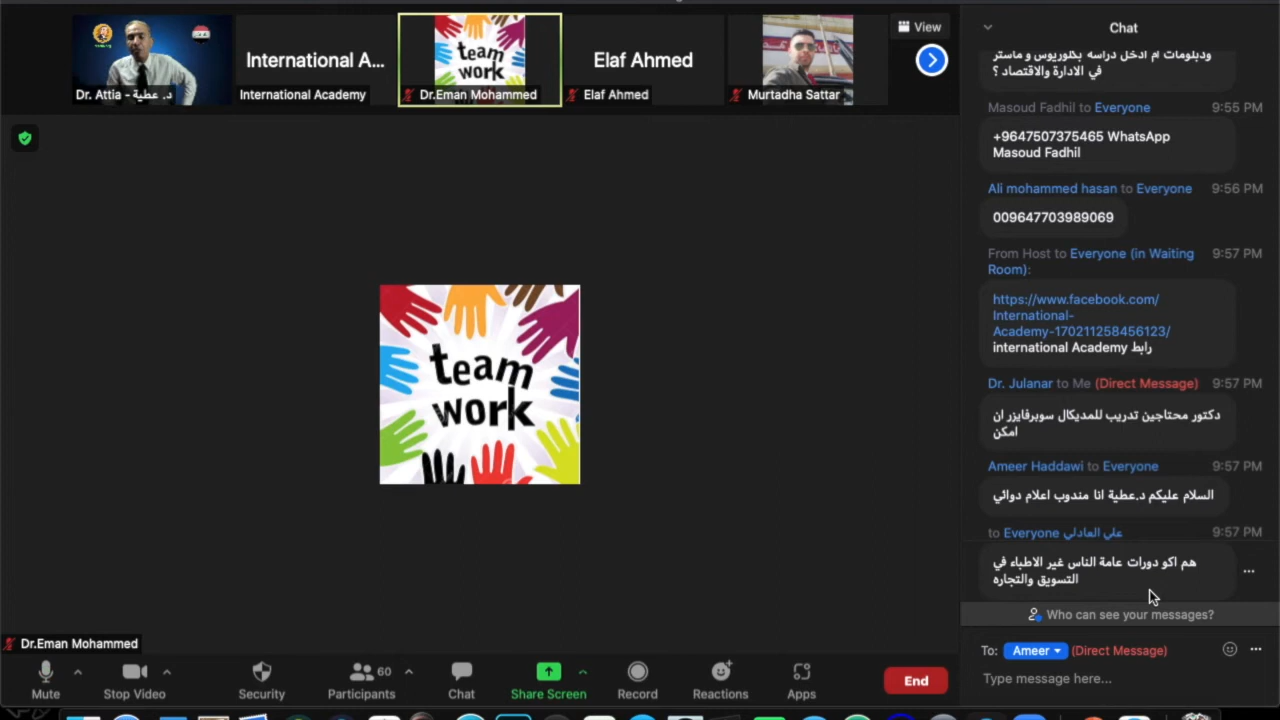 team
work
Dr. Attia - د. عطية
International A...
International Academy
Dr.Eman Mohammed
Elaf Ahmed
Elaf Ahmed
Murtadha Sattar
View
team
work
Dr.Eman Mohammed
Mute
Stop Video
Security
60
Participants
Chat
Share Screen
Record
Reactions
Apps
End
Chat
ودبلومات ام ادخل دراسه بكلوريوس و ماستر
في الادارة والاقتصاد ؟
Masoud Fadhil to Everyone 9:55 PM
+9647507375465 WhatsApp
Masoud Fadhil
Ali mohammed hasan to Everyone 9:56 PM
009647703989069
From Host to Everyone (in Waiting 9:57 PM
Room):
https://www.facebook.com/
International-
Academy-170211258456123/
international Academy رابط
Dr. Julanar to Me (Direct Message) 9:57 PM
دكتور محتاجين تدريب للمديكال سوبرفايزر ان
امكن
Ameer Haddawi to Everyone 9:57 PM
السلام عليكم د.عطية انا مندوب اعلام دوائي
to Everyone علي العادلي 9:57 PM
هم اكو دورات عامة الناس غير الاطباء في
التسويق والتجاره
Who can see your messages?
To: Ameer (Direct Message)
Type message here...